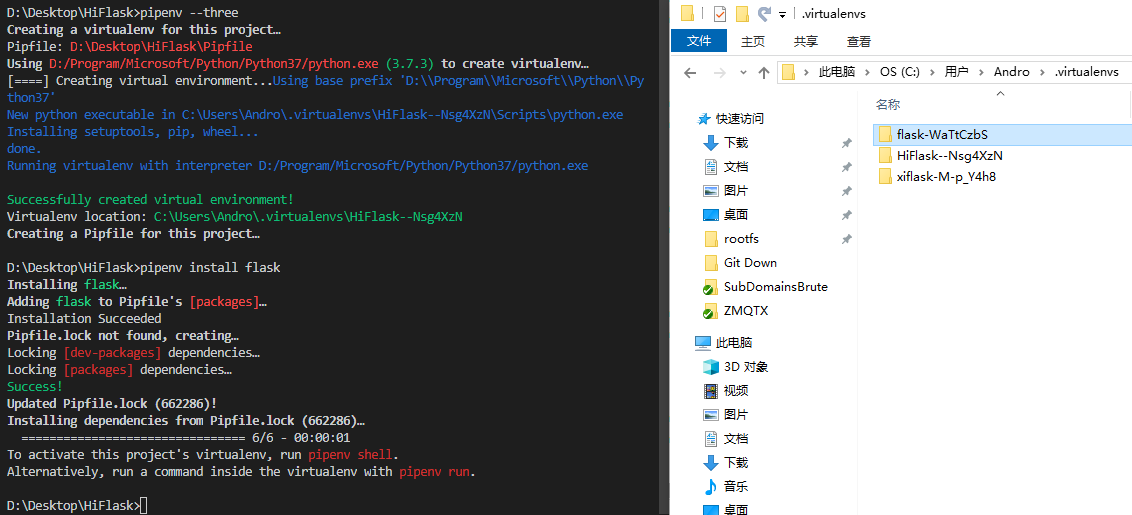 D:\Desktop\HiFlask>pipenv --three
Creating a virtualenv for this project…
Pipfile: D:\Desktop\HiFlask\Pipfile
Using D:/Program/Microsoft/Python/Python37/python.exe (3.7.3) to create virtualenv…
[====] Creating virtual environment...Using base prefix 'D:\\Program\\Microsoft\\Python\\Py
thon37'
New python executable in C:\Users\Andro\.virtualenvs\HiFlask--Nsg4XzN\Scripts\python.exe
Installing setuptools, pip, wheel...
done.
Running virtualenv with interpreter D:/Program/Microsoft/Python/Python37/python.exe
Successfully created virtual environment!
Virtualenv location: C:\Users\Andro\.virtualenvs\HiFlask--Nsg4XzN
Creating a Pipfile for this project…
D:\Desktop\HiFlask>pipenv install flask
Installing flask…
Adding flask to Pipfile's [packages]…
Installation Succeeded
Pipfile.lock not found, creating…
Locking [dev-packages] dependencies…
Locking [packages] dependencies…
Success!
Updated Pipfile.lock (662286)!
Installing dependencies from Pipfile.lock (662286)…
================================ 6/6 - 00:00:01
To activate this project's virtualenv, run pipenv shell.
Alternatively, run a command inside the virtualenv with pipenv run.
D:\Desktop\HiFlask>
.virtualenvs
文件 主页 共享 查看
此电脑 OS (C:) 用户 Andro .virtualenvs
名称
快速访问
下载
文档
图片
桌面
rootfs
Git Down
SubDomainsBrute
ZMQTX
此电脑
3D 对象
视频
图片
文档
下载
音乐
桌面
flask-WaTtCzbS
HiFlask--Nsg4XzN
xiflask-M-p_Y4h8